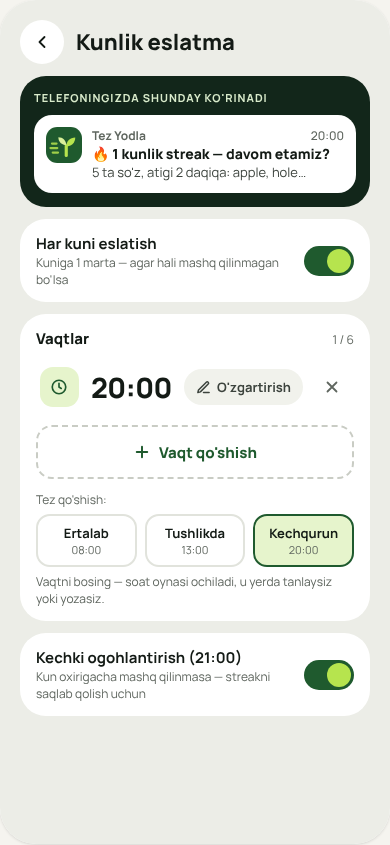 Kunlik eslatma
TELEFONINGIZDA SHUNDAY KO'RINADI
Tez Yodla 20:00
🔥 1 kunlik streak — davom etamiz?
5 ta so'z, atigi 2 daqiqa: apple, hole...
Har kuni eslatish
Kuniga 1 marta — agar hali mashq qilinmagan
bo'lsa
Vaqtlar 1 / 6
20:00 O'zgartirish
Vaqt qo'shish
Tez qo'shish:
Ertalab Tushlikda Kechqurun
08:00 13:00 20:00
Vaqtni bosing — soat oynasi ochiladi, u yerda tanlaysiz
yoki yozasiz.
Kechki ogohlantirish (21:00)
Kun oxirigacha mashq qilinmasa — streakni
saqlab qolish uchun